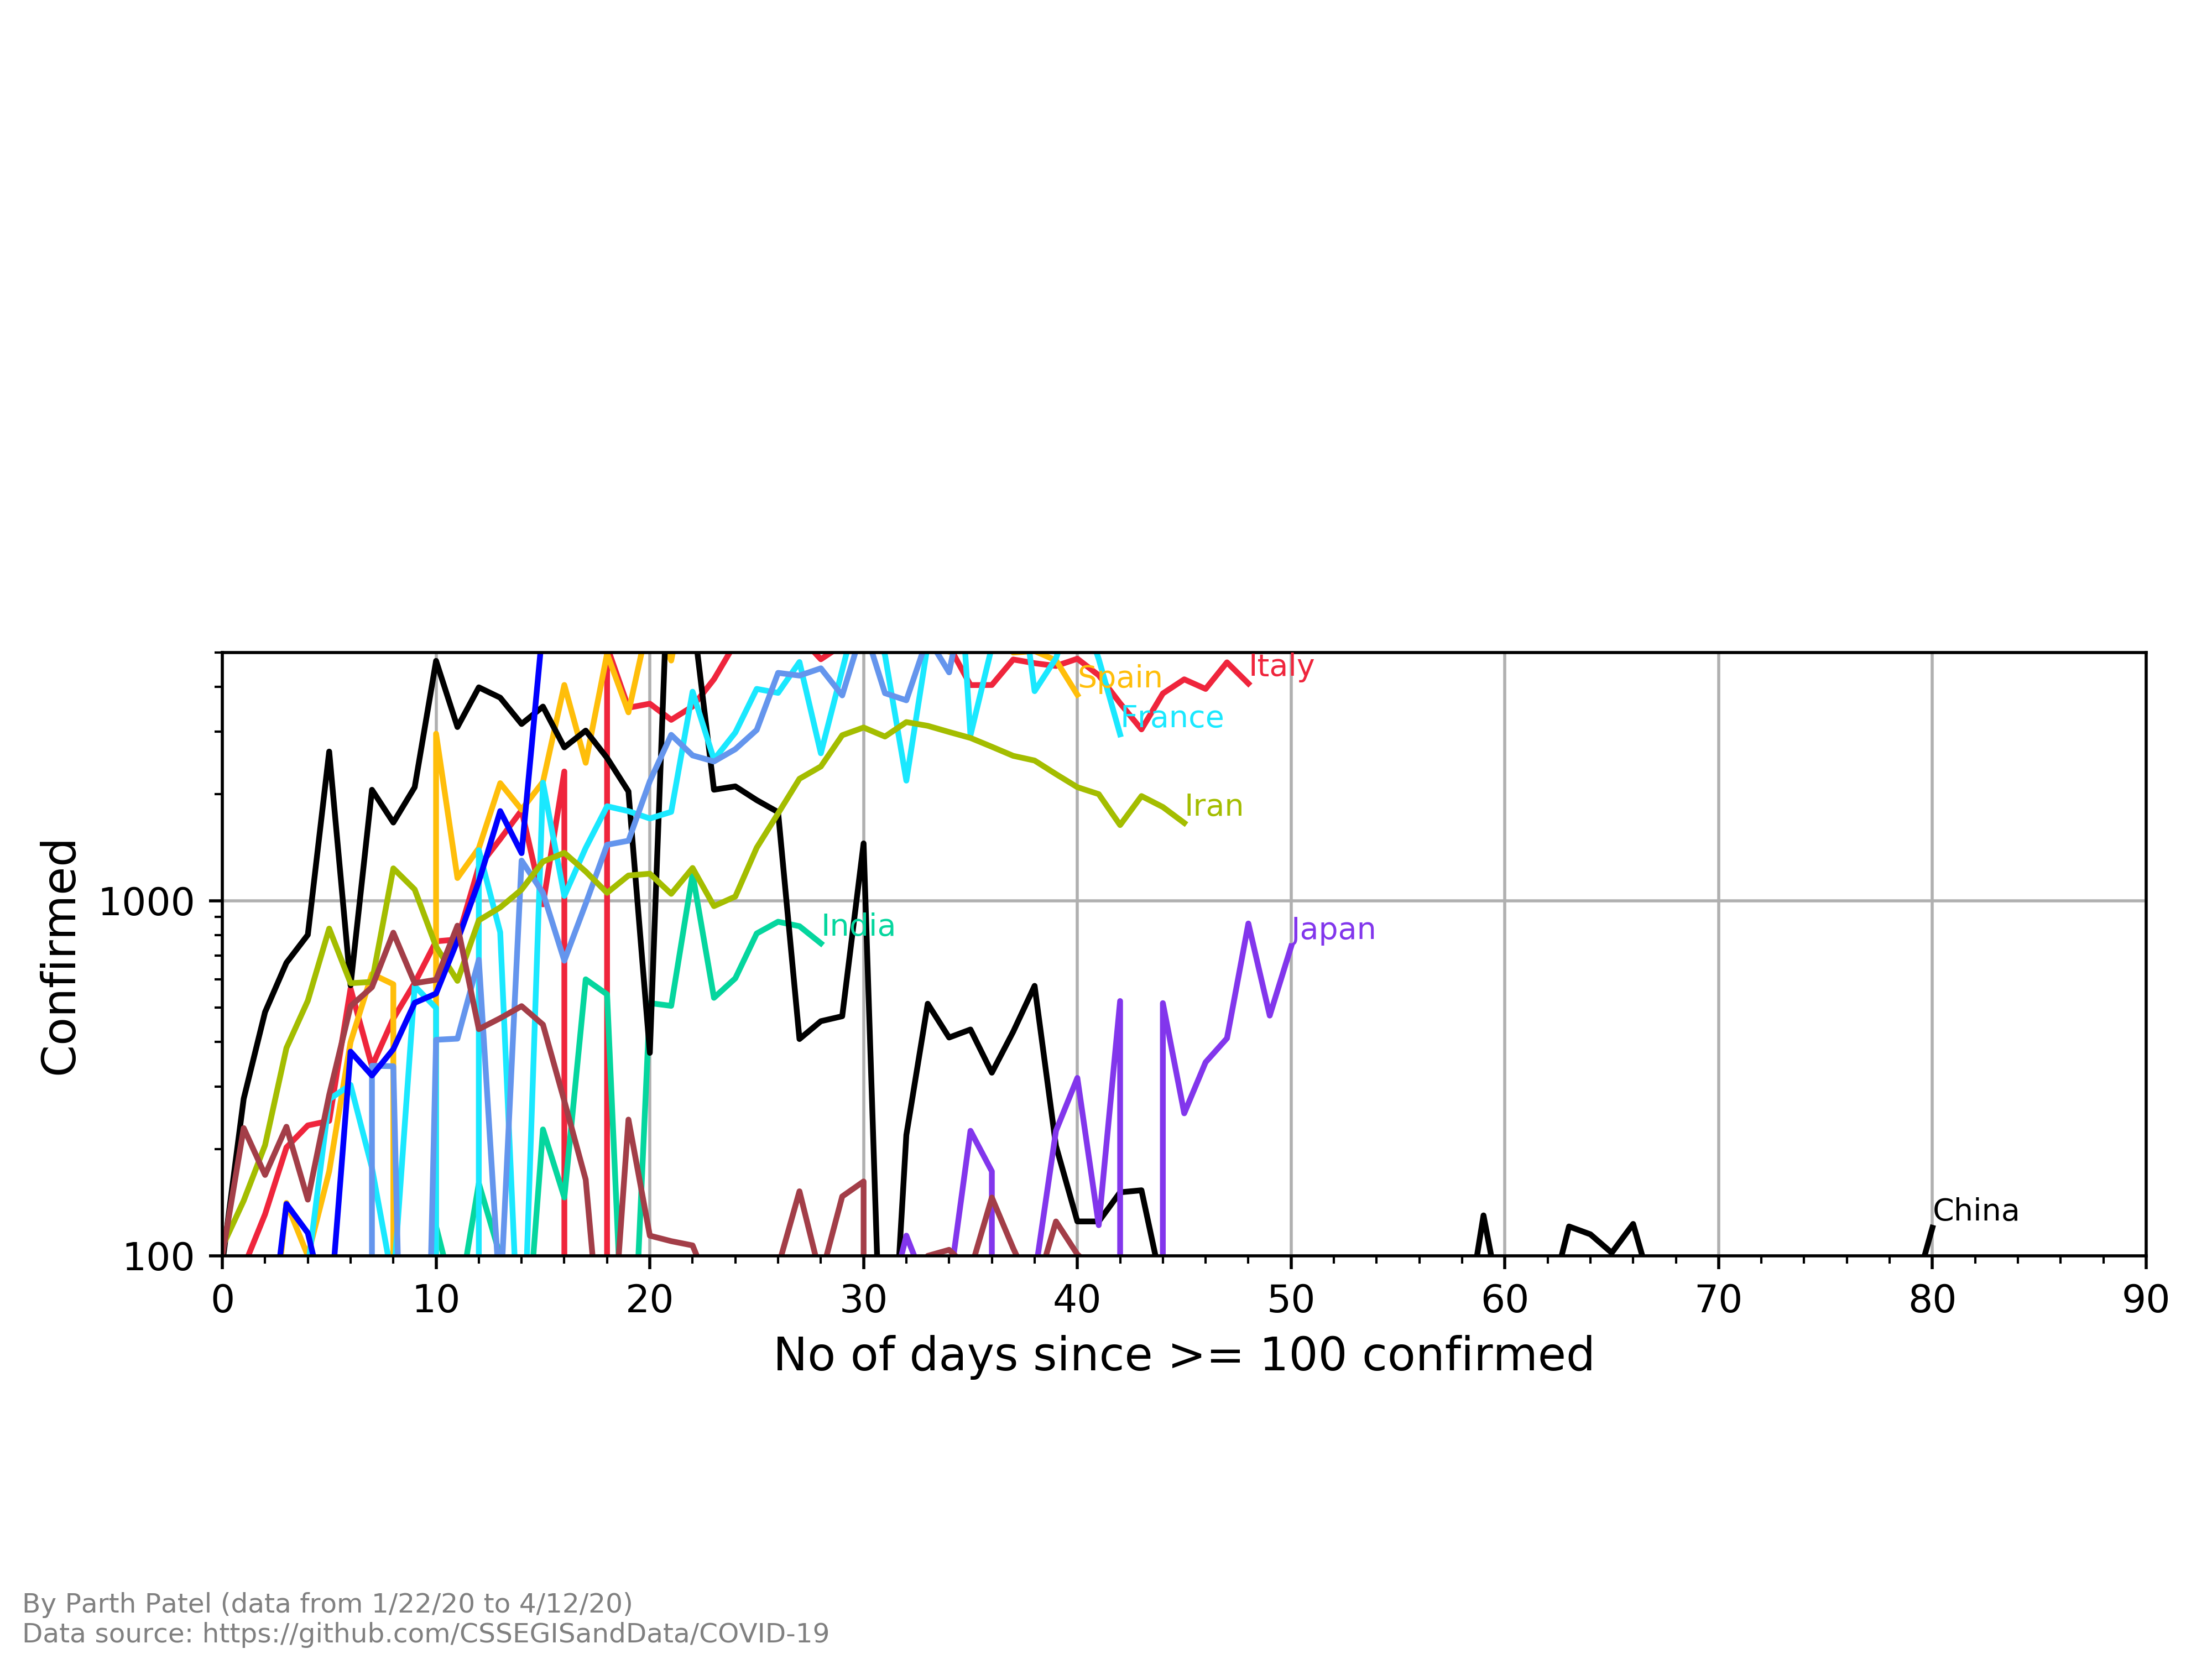 Italy
Spain
France
Iran
India
Japan
China
1000
100
Confirmed
0 10 20 30 40 50 60 70 80 90
No of days since >= 100 confirmed
By Parth Patel (data from 1/22/20 to 4/12/20)
Data source: https://github.com/CSSEGISandData/COVID-19